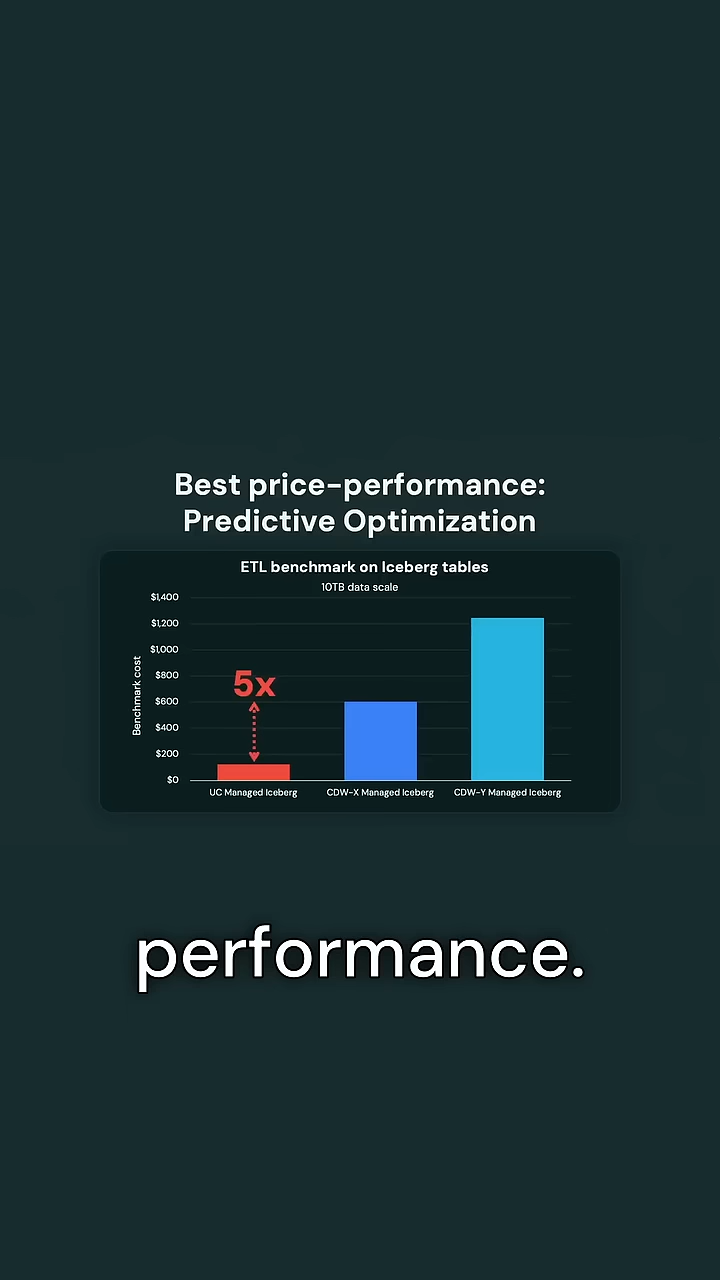 Best price-performance:
Predictive Optimization
ETL benchmark on Iceberg tables
10TB data scale
$1,400
$1,200
$1,000
$800
$600
$400
$200
$0
Benchmark cost
5x
UC Managed Iceberg
CDW-X Managed Iceberg
CDW-Y Managed Iceberg
performance.